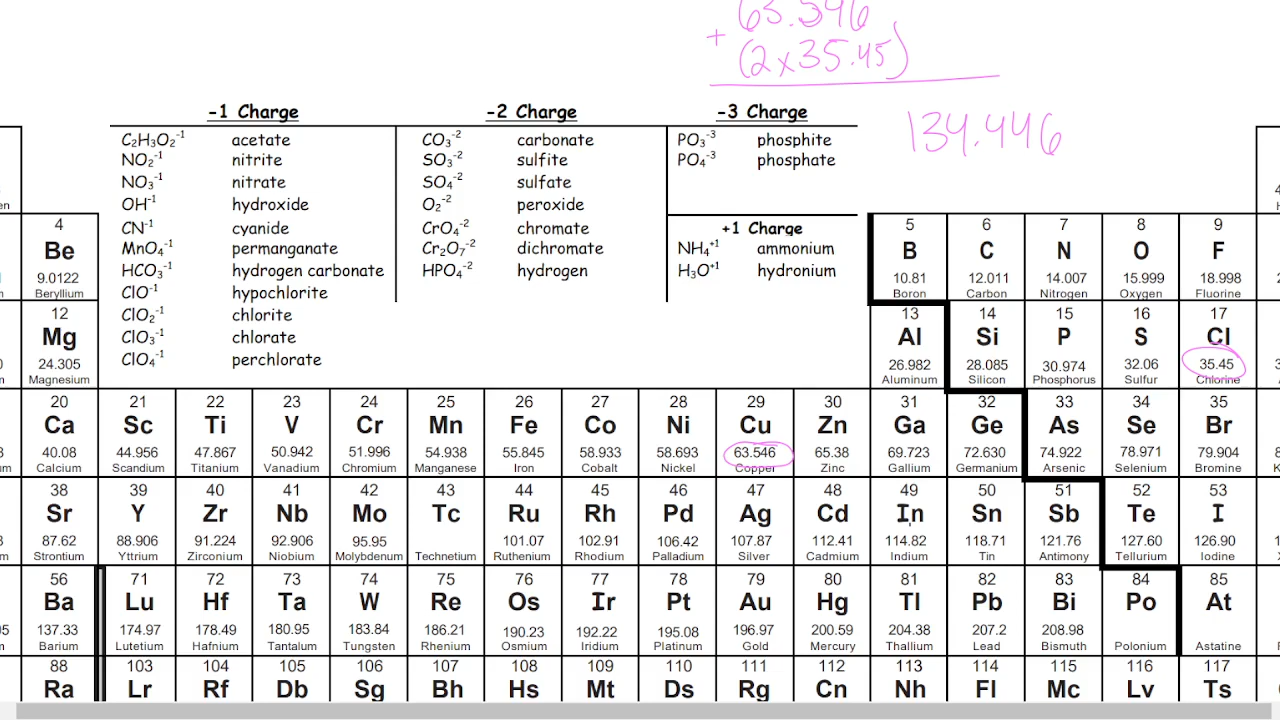 63.546
+ (2 x 35.45)
134.446
-1 Charge
C2H3O2-1 acetate
NO2-1 nitrite
NO3-1 nitrate
OH-1 hydroxide
CN-1 cyanide
MnO4-1 permanganate
HCO3-1 hydrogen carbonate
ClO-1 hypochlorite
ClO2-1 chlorite
ClO3-1 chlorate
ClO4-1 perchlorate
-2 Charge
CO3-2 carbonate
SO3-2 sulfite
SO4-2 sulfate
O2-2 peroxide
CrO4-2 chromate
Cr2O7-2 dichromate
HPO4-2 hydrogen
-3 Charge
PO3-3 phosphite
PO4-3 phosphate
+1 Charge
NH4+1 ammonium
H3O+1 hydronium
4 5 6 7 8 9
Be B C N O F
9.0122 10.81 12.011 14.007 15.999 18.998
Beryllium Boron Carbon Nitrogen Oxygen Fluorine
12 13 14 15 16 17
Mg Al Si P S Cl
24.305 26.982 28.085 30.974 32.06 35.45
Magnesium Aluminum Silicon Phosphorus Sulfur Chlorine
20 21 22 23 24 25 26 27 28 29 30 31 32 33 34 35
Ca Sc Ti V Cr Mn Fe Co Ni Cu Zn Ga Ge As Se Br
40.08 44.956 47.867 50.942 51.996 54.938 55.845 58.933 58.693 63.546 65.38 69.723 72.630 74.922 78.971 79.904
Calcium Scandium Titanium Vanadium Chromium Manganese Iron Cobalt Nickel Copper Zinc Gallium Germanium Arsenic Selenium Bromine
38 39 40 41 42 43 44 45 46 47 48 49 50 51 52 53
Sr Y Zr Nb Mo Tc Ru Rh Pd Ag Cd In Sn Sb Te I
87.62 88.906 91.224 92.906 95.95 101.07 102.91 106.42 107.87 112.41 114.82 118.71 121.76 127.60 126.90
Strontium Yttrium Zirconium Niobium Molybdenum Technetium Ruthenium Rhodium Palladium Silver Cadmium Indium Tin Antimony Tellurium Iodine
56 71 72 73 74 75 76 77 78 79 80 81 82 83 84 85
Ba Lu Hf Ta W Re Os Ir Pt Au Hg Tl Pb Bi Po At
137.33 174.97 178.49 180.95 183.84 186.21 190.23 192.22 195.08 196.97 200.59 204.38 207.2 208.98
Barium Lutetium Hafnium Tantalum Tungsten Rhenium Osmium Iridium Platinum Gold Mercury Thallium Lead Bismuth Polonium Astatine
88 103 104 105 106 107 108 109 110 111 112 113 114 115 116 117
Ra Lr Rf Db Sg Bh Hs Mt Ds Rg Cn Nh Fl Mc Lv Ts